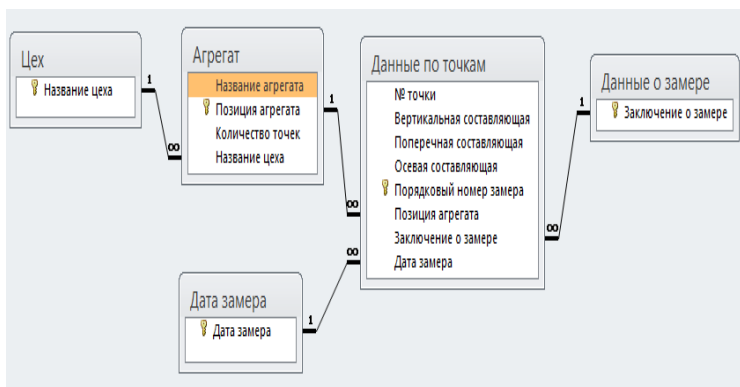 Цех
Название цеха
1
∞
Агрегат
Название агрегата
Позиция агрегата
Количество точек
Название цеха
1
∞
Данные по точкам
№ точки
Вертикальная составляющая
Поперечная составляющая
Осевая составляющая
Порядковый номер замера
Позиция агрегата
Заключение о замере
Дата замера
∞
∞
Данные о замере
Заключение о замере
1
Дата замера
Дата замера
1